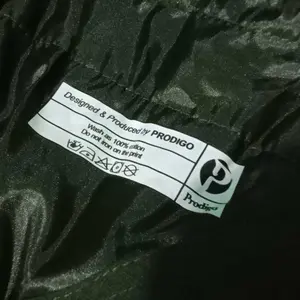 Designed & Produced by PRODIGO
Wash as 100% cotton
Do not iron on the print
P
Prodigo